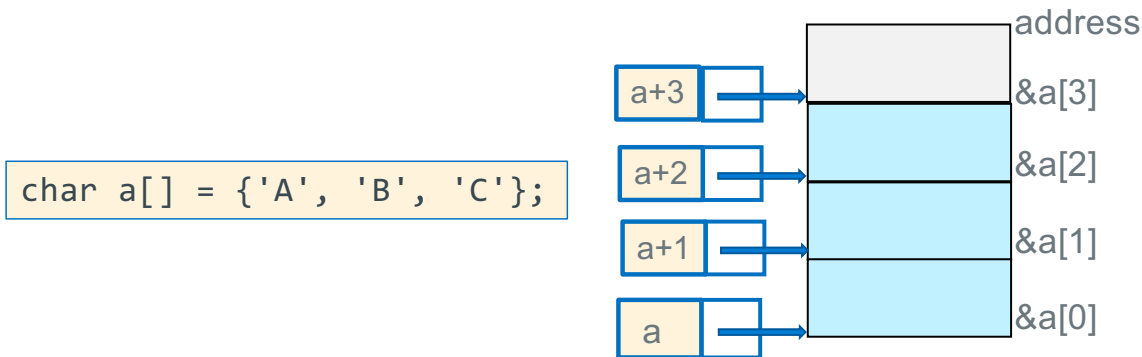 address
a+3
&a[3]
a+2
&a[2]
char a[] = {'A', 'B', 'C'};
a+1
&a[1]
a
&a[0]